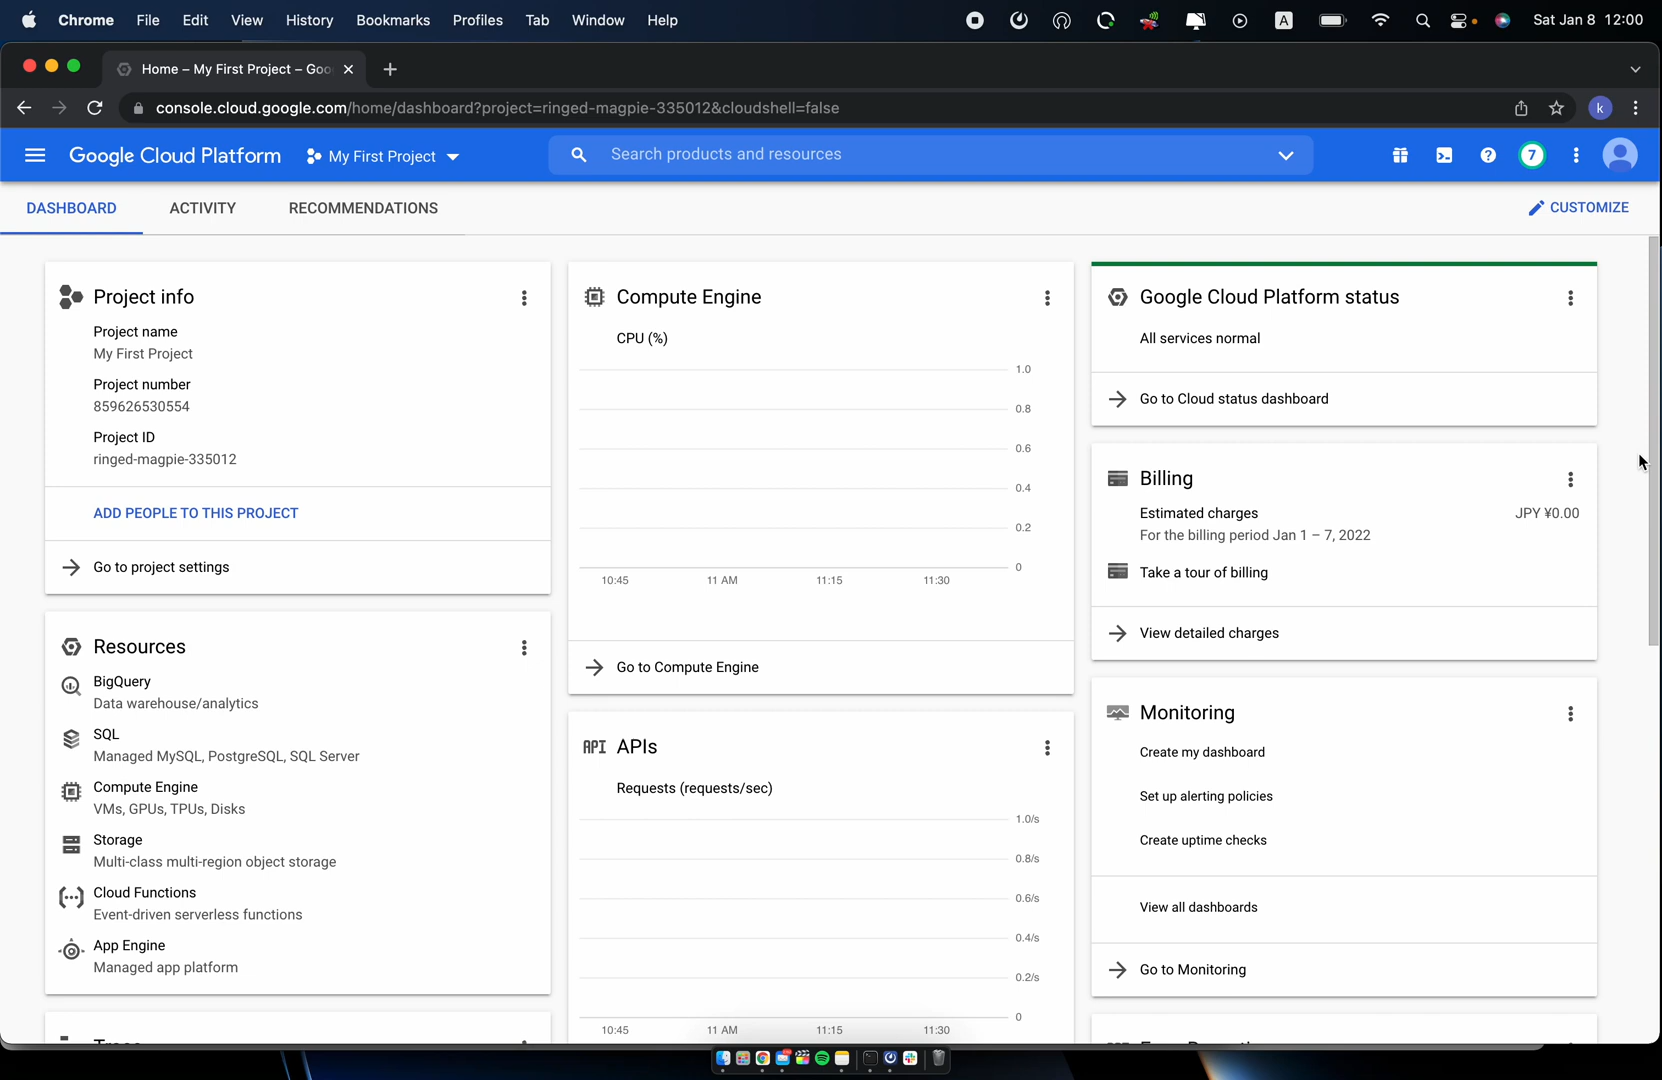 Chrome File Edit View History Bookmarks Profiles Tab Window Help A Sat Jan 8 12:00
Home – My First Project – Goo
console.cloud.google.com/home/dashboard?project=ringed-magpie-335012&cloudshell=false k
Google Cloud Platform My First Project Search products and resources 7
DASHBOARD ACTIVITY RECOMMENDATIONS CUSTOMIZE
Project info
Project name
My First Project
Project number
859626530554
Project ID
ringed-magpie-335012
ADD PEOPLE TO THIS PROJECT
Go to project settings
Resources
BigQuery
Data warehouse/analytics
SQL
Managed MySQL, PostgreSQL, SQL Server
Compute Engine
VMs, GPUs, TPUs, Disks
Storage
Multi-class multi-region object storage
Cloud Functions
Event-driven serverless functions
App Engine
Managed app platform
Compute Engine
CPU (%)
1.0
0.8
0.6
0.4
0.2
0
10:45 11 AM 11:15 11:30
Go to Compute Engine
API APIs
Requests (requests/sec)
1.0/s
0.8/s
0.6/s
0.4/s
0.2/s
0
10:45 11 AM 11:15 11:30
Google Cloud Platform status
All services normal
Go to Cloud status dashboard
Billing
Estimated charges JPY ¥0.00
For the billing period Jan 1 – 7, 2022
Take a tour of billing
View detailed charges
Monitoring
Create my dashboard
Set up alerting policies
Create uptime checks
View all dashboards
Go to Monitoring